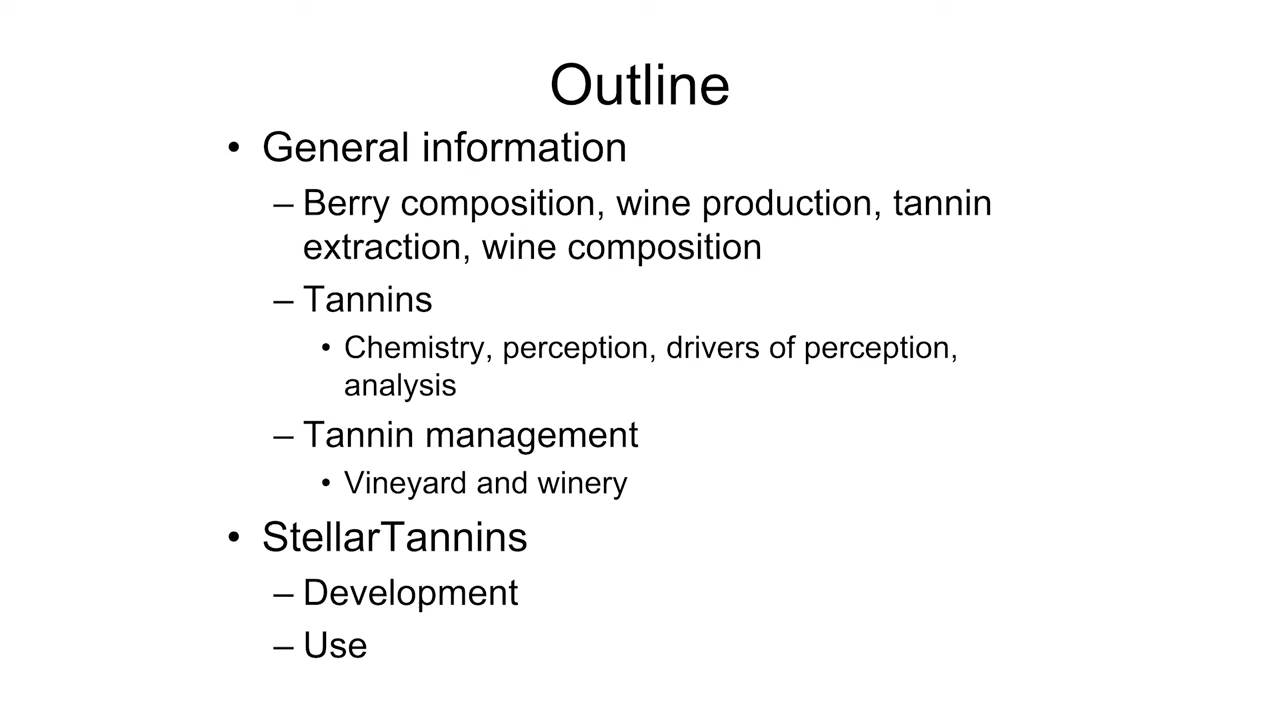 Outline
• General information
– Berry composition, wine production, tannin
extraction, wine composition
– Tannins
• Chemistry, perception, drivers of perception,
analysis
– Tannin management
• Vineyard and winery
• StellarTannins
– Development
– Use